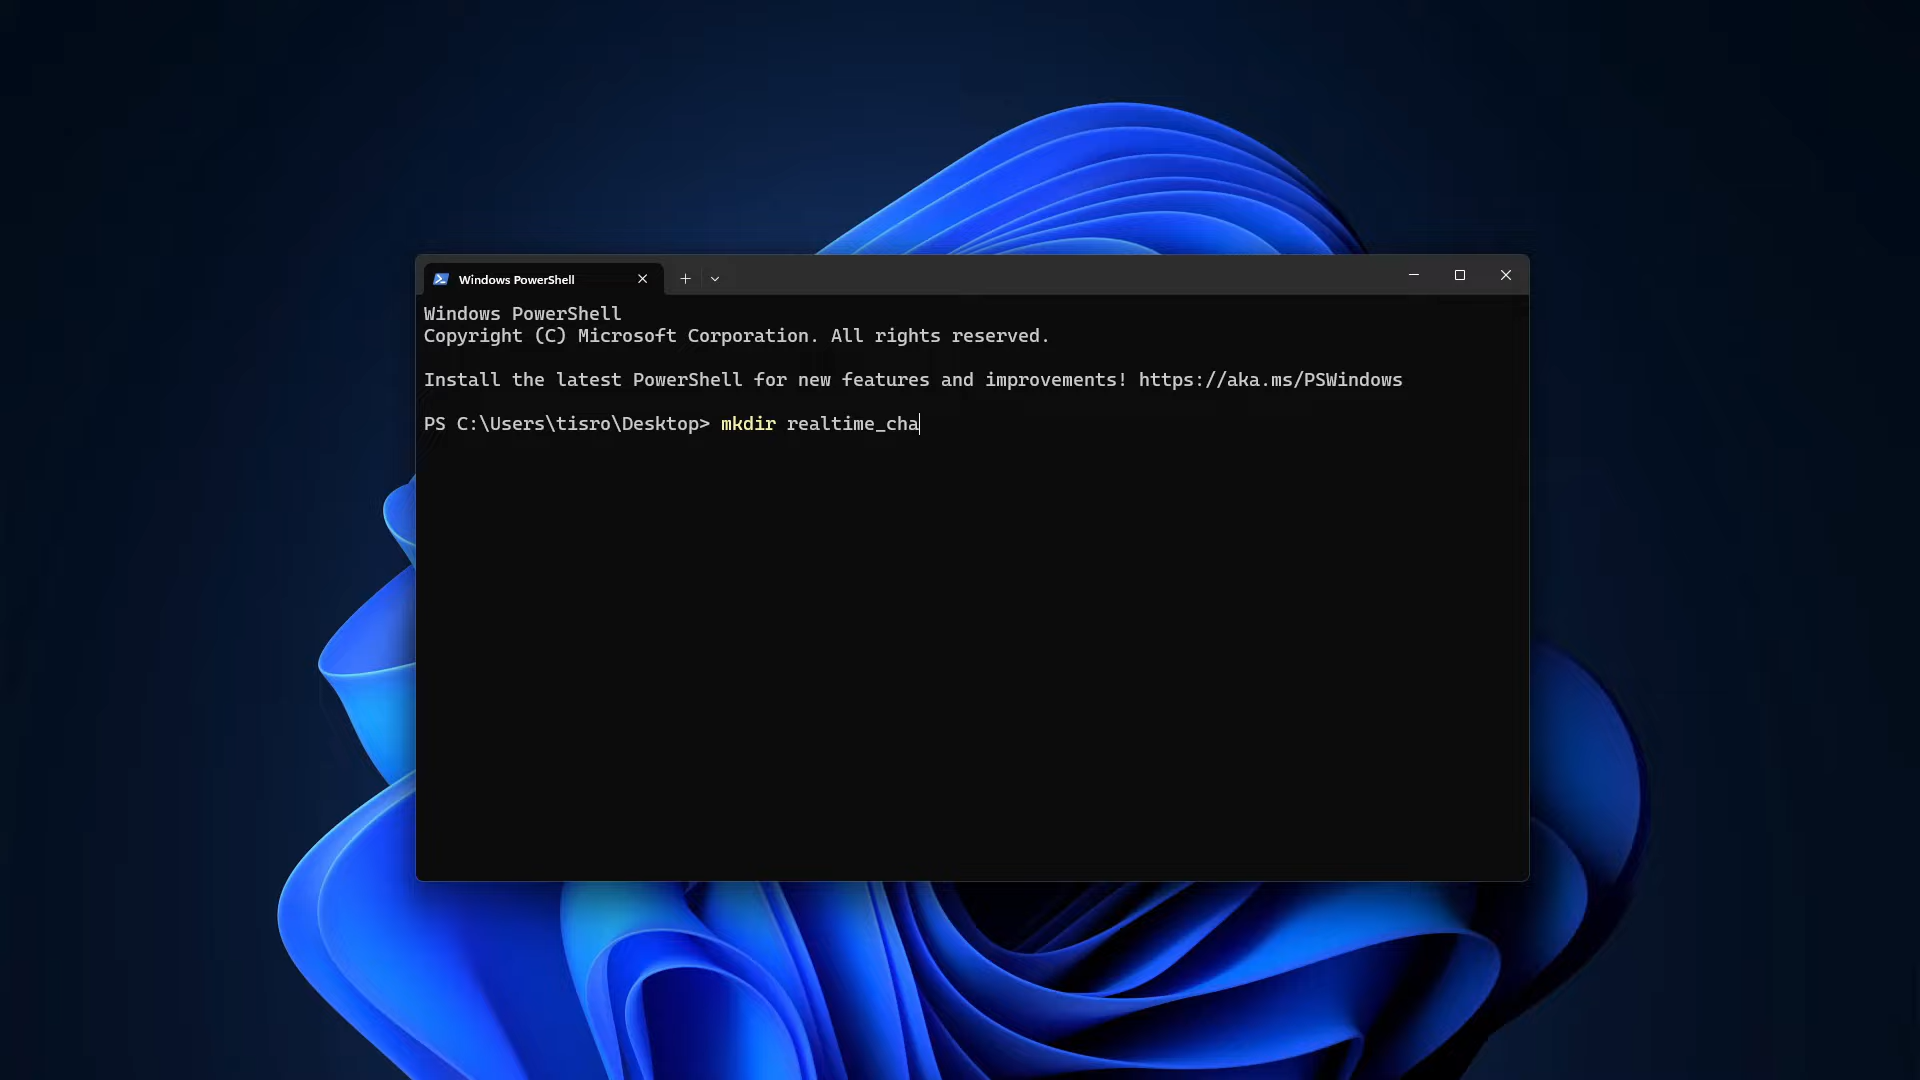 Windows PowerShell
Windows PowerShell
Copyright (C) Microsoft Corporation. All rights reserved.
Install the latest PowerShell for new features and improvements! https://aka.ms/PSWindows
PS C:\Users\tisro\Desktop> mkdir realtime_cha